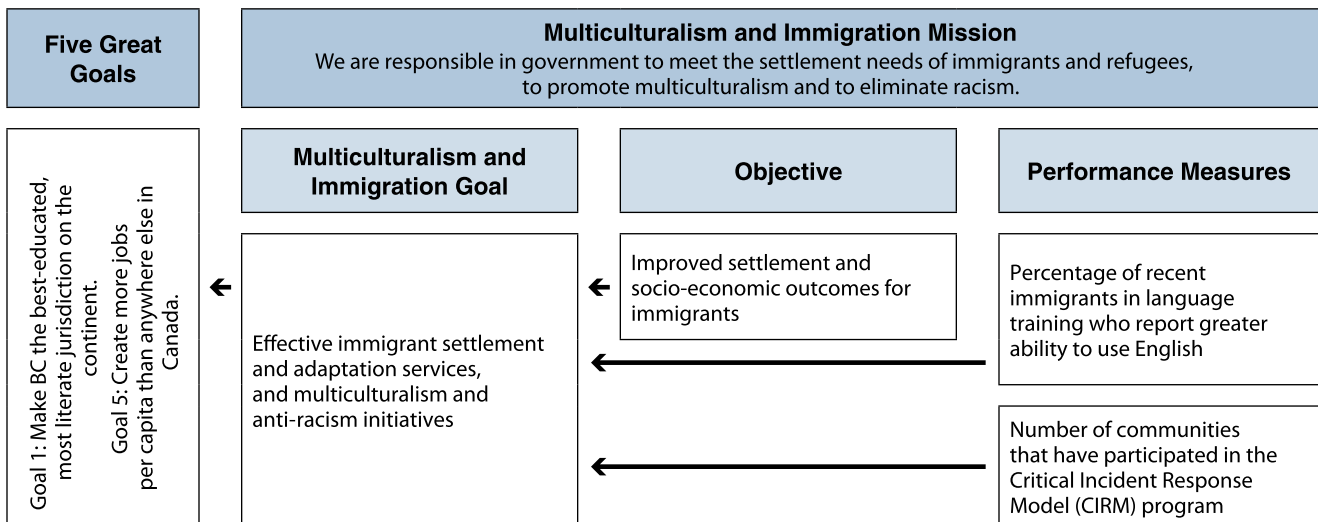 Five Great
Goals
Multiculturalism and Immigration Mission
We are responsible in government to meet the settlement needs of immigrants and refugees,
to promote multiculturalism and to eliminate racism.
Goal 1: Make BC the best-educated,
most literate jurisdiction on the
continent.
Goal 5: Create more jobs
per capita than anywhere else in
Canada.
Multiculturalism and
Immigration Goal
Effective immigrant settlement
and adaptation services,
and multiculturalism and
anti-racism initiatives
Objective
Improved settlement and
socio-economic outcomes for
immigrants
Performance Measures
Percentage of recent
immigrants in language
training who report greater
ability to use English
Number of communities
that have participated in the
Critical Incident Response
Model (CIRM) program